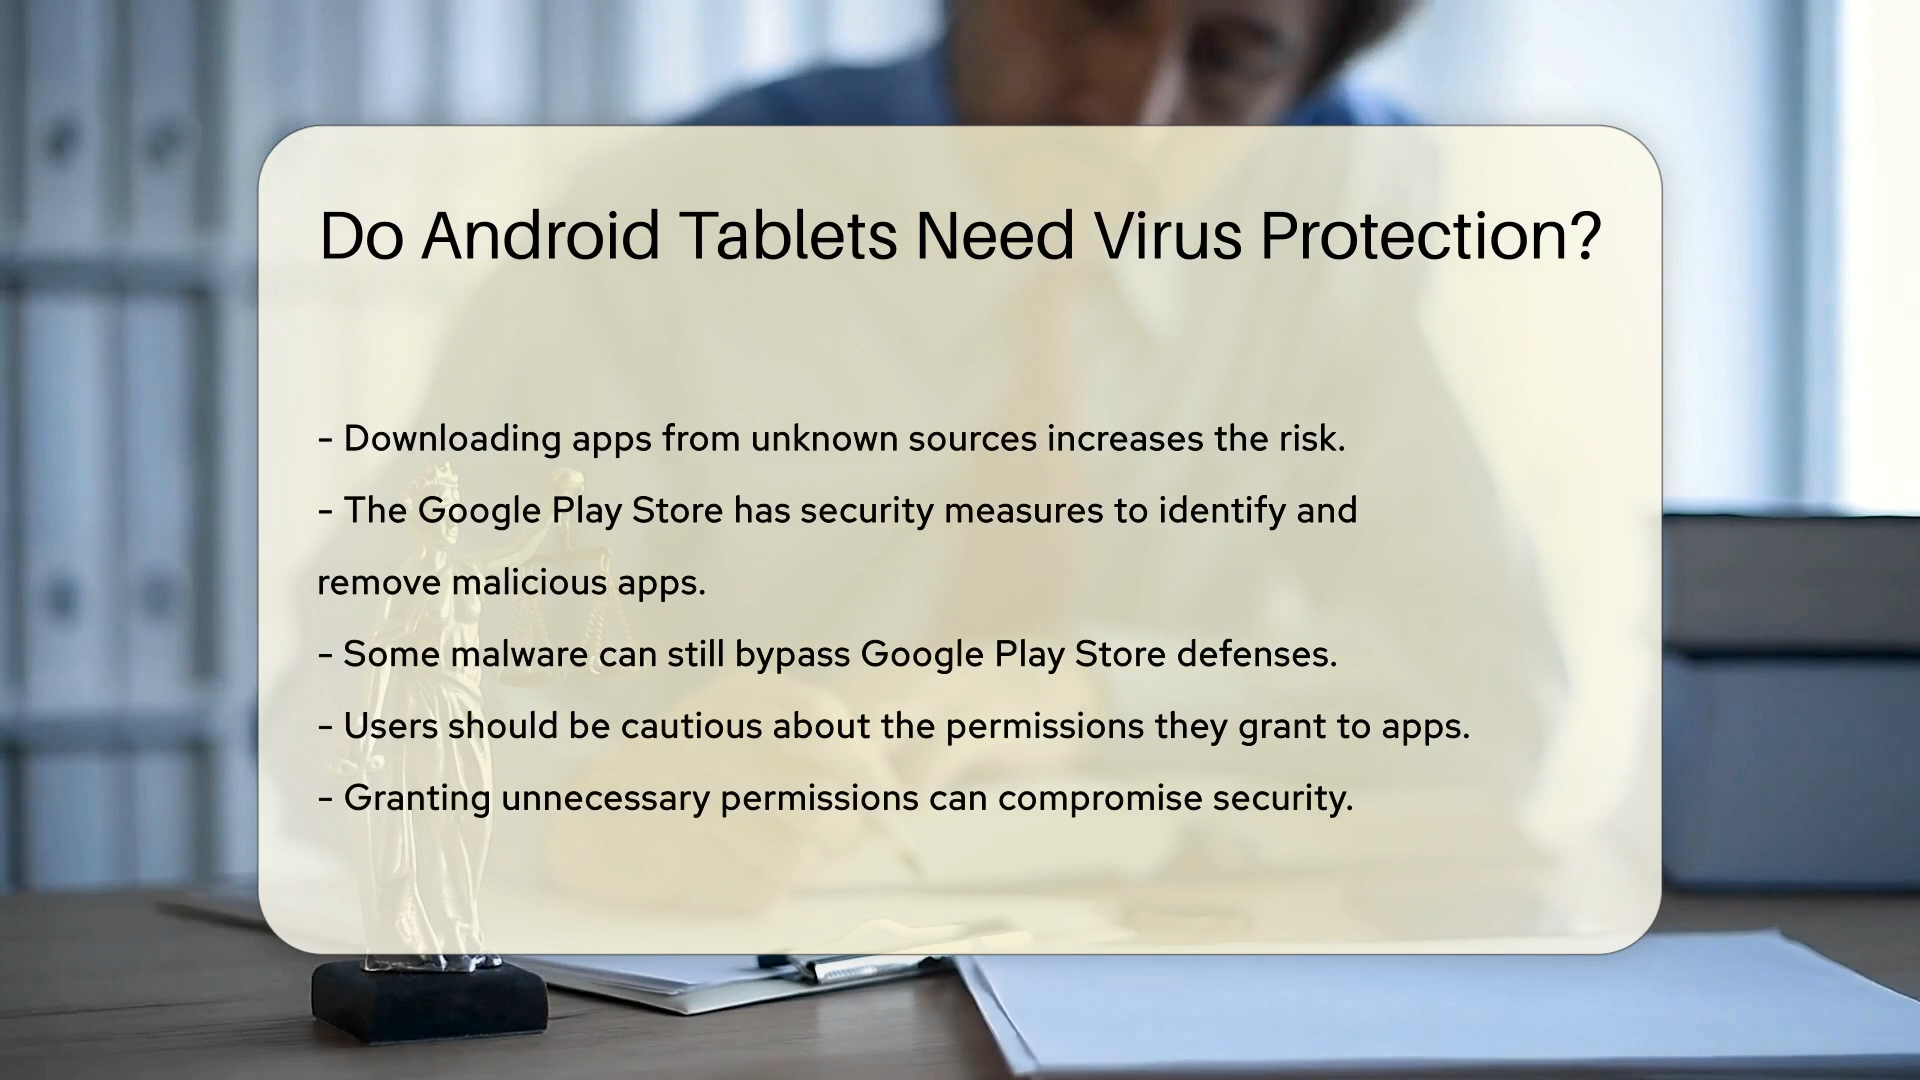 Do Android Tablets Need Virus Protection?
- Downloading apps from unknown sources increases the risk.
- The Google Play Store has security measures to identify and
remove malicious apps.
- Some malware can still bypass Google Play Store defenses.
- Users should be cautious about the permissions they grant to apps.
- Granting unnecessary permissions can compromise security.